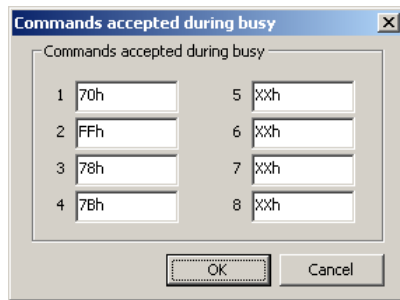 Commands accepted during busy
Commands accepted during busy
1 70h 5 XXh
2 FFh 6 XXh
3 78h 7 XXh
4 7Bh 8 XXh
OK Cancel